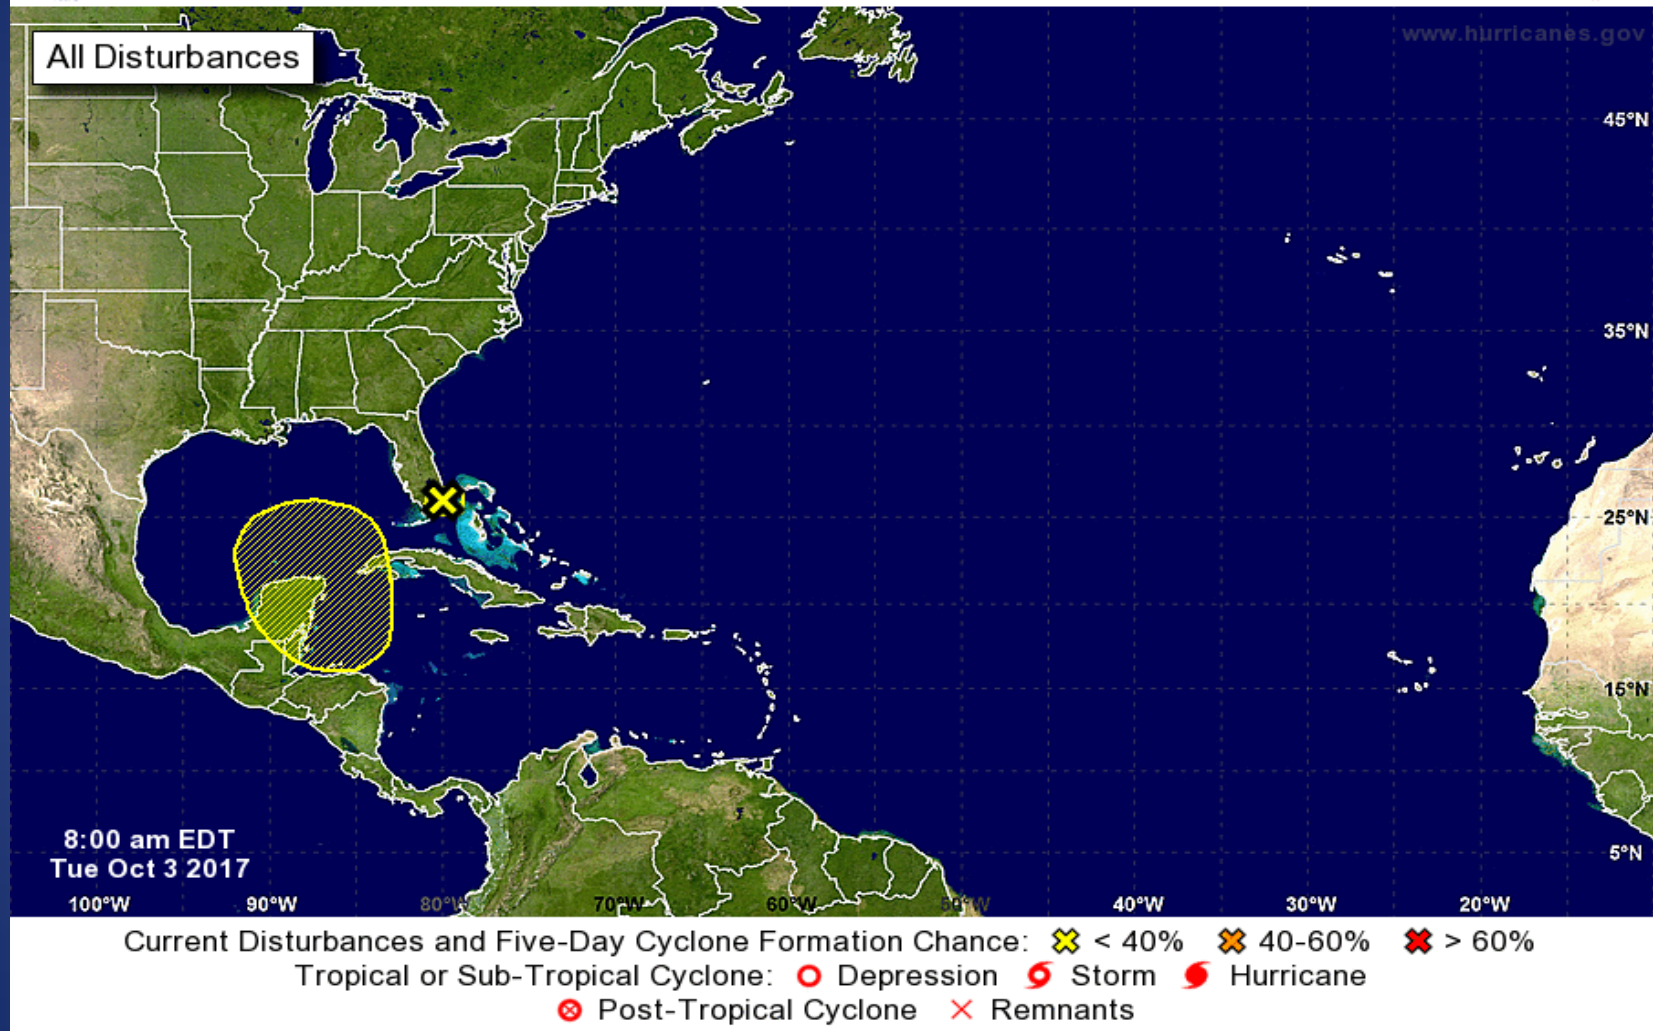 All Disturbances
www.hurricanes.gov
45°N
35°N
25°N
15°N
5°N
8:00 am EDT
Tue Oct 3 2017
100°W 90°W 80°W 70°W 60°W 50°W 40°W 30°W 20°W
Current Disturbances and Five-Day Cyclone Formation Chance: < 40% 40-60% > 60%
Tropical or Sub-Tropical Cyclone: Depression Storm Hurricane
Post-Tropical Cyclone Remnants